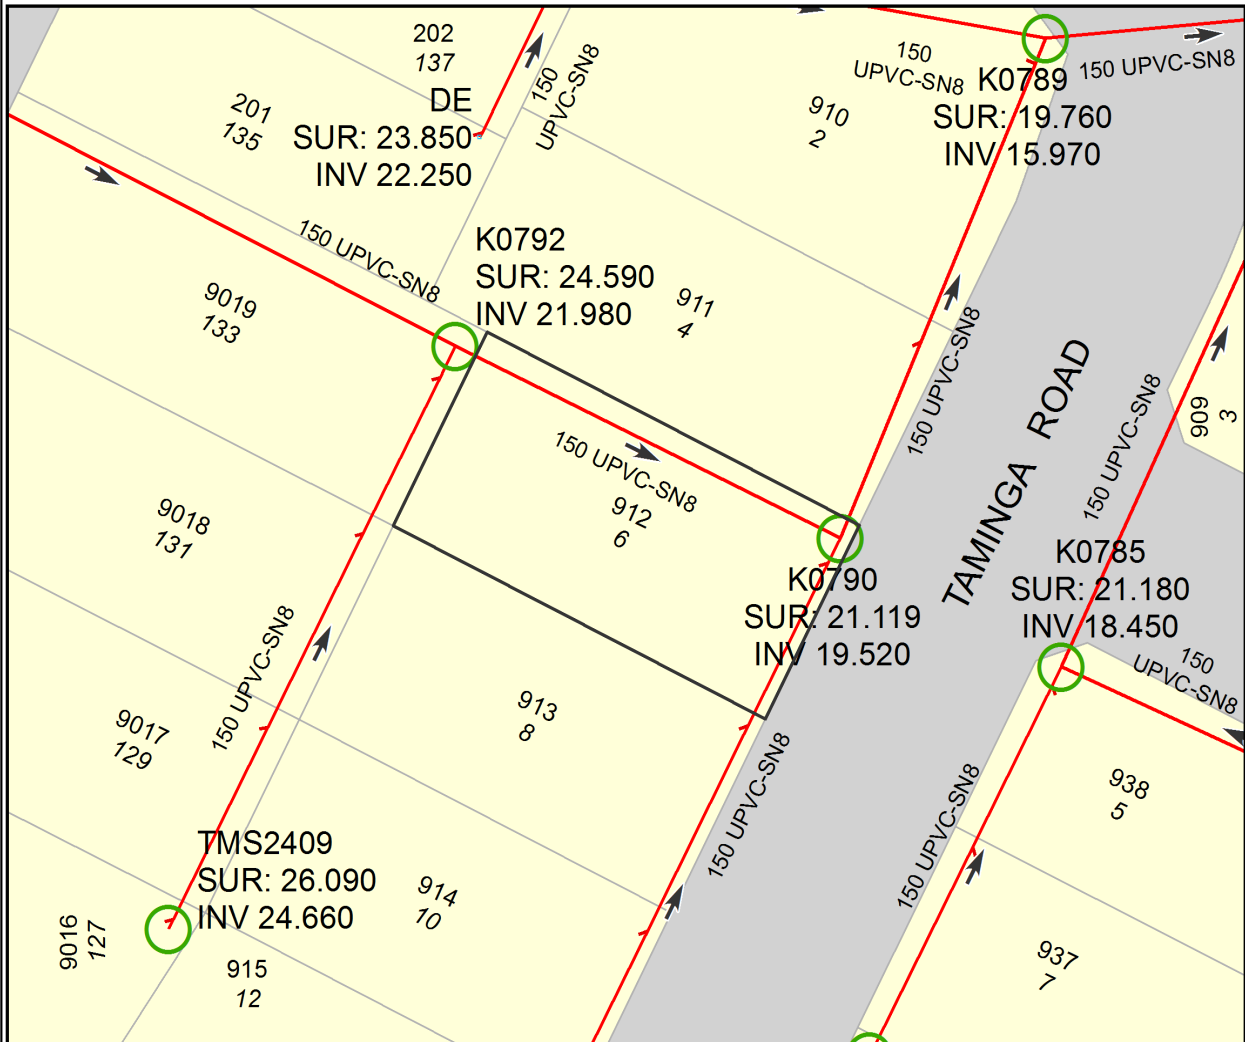 202
137
150
UPVC-SN8
150
UPVC-SN8
K0789
SUR: 19.760
INV 15.970
150 UPVC-SN8
201
135
DE
SUR: 23.850
INV 22.250
910
2
150 UPVC-SN8
K0792
SUR: 24.590
INV 21.980
9019
133
911
4
150 UPVC-SN8
TAMINGA ROAD
150 UPVC-SN8
909
3
150 UPVC-SN8
912
6
9018
131
K0790
SUR: 21.119
INV 19.520
K0785
SUR: 21.180
INV 18.450
150
UPVC-SN8
150 UPVC-SN8
9017
129
913
8
150 UPVC-SN8
150 UPVC-SN8
938
5
TMS2409
SUR: 26.090
INV 24.660
914
10
9016
127
915
12
937
7